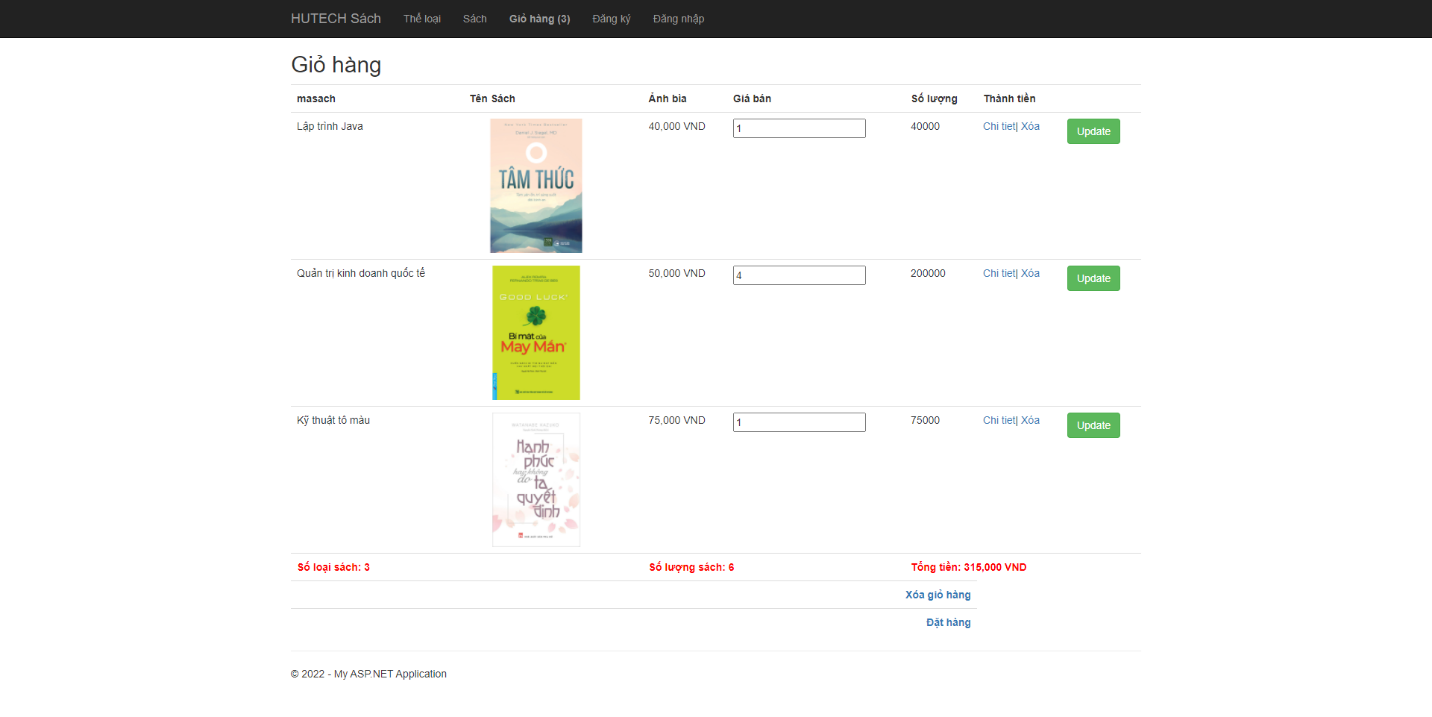 HUTECH Sách Thể loại Sách Giỏ hàng (3) Đăng ký Đăng nhập
Giỏ hàng
masach Tên Sách Ảnh bìa Giá bán Số lượng Thành tiền
Lập trình Java 40,000 VND 1 40000 Chi tiet| Xóa Update
TÂM THỨC
Quản trị kinh doanh quốc tế 50,000 VND 4 200000 Chi tiet| Xóa Update
GOOD LUCK
Bí mật của
May Mắn
Kỹ thuật tô màu 75,000 VND 1 75000 Chi tiet| Xóa Update
Hạnh
phúc
hay không
do ta
quyết
định
Số loại sách: 3 Số lượng sách: 6 Tổng tiền: 315,000 VND
Xóa giỏ hàng
Đặt hàng
© 2022 - My ASP.NET Application